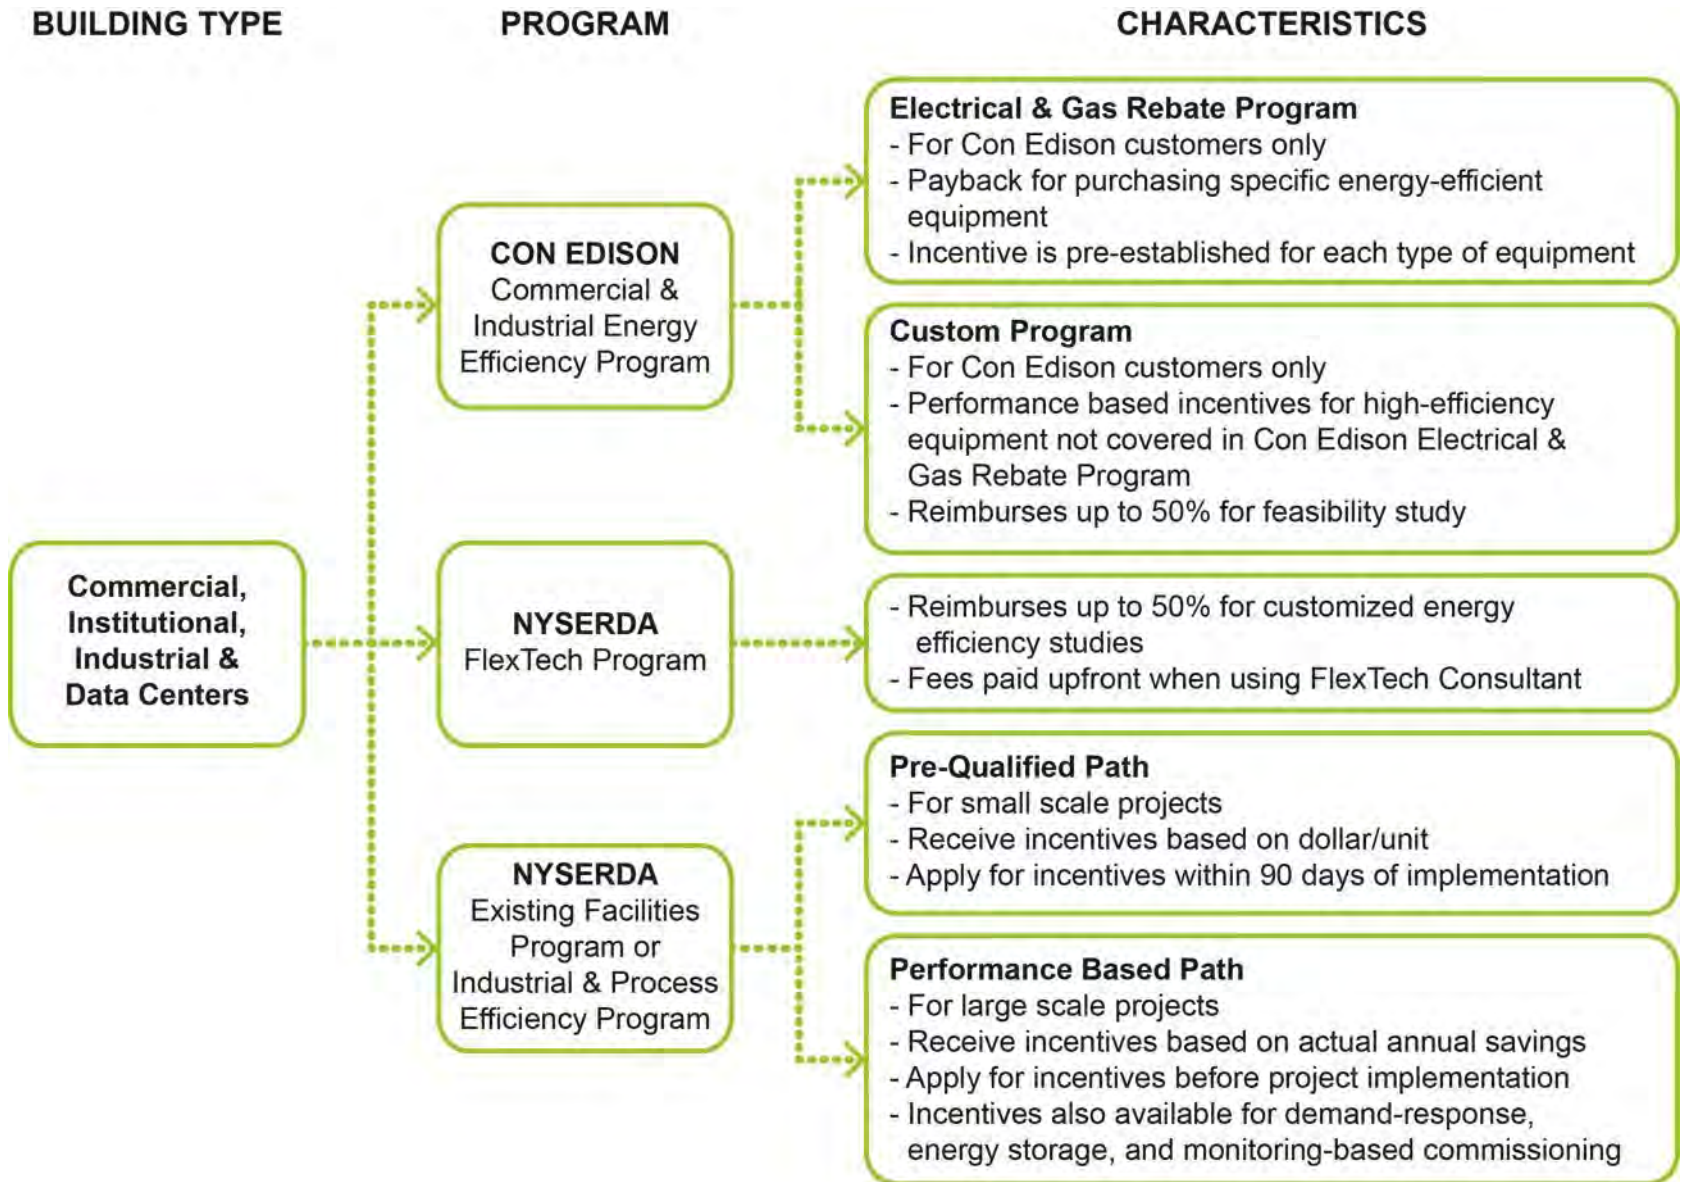 BUILDING TYPE
PROGRAM
CHARACTERISTICS
Commercial,
Institutional,
Industrial &
Data Centers
CON EDISON
Commercial &
Industrial Energy
Efficiency Program
Electrical & Gas Rebate Program
- For Con Edison customers only
- Payback for purchasing specific energy-efficient
equipment
- Incentive is pre-established for each type of equipment
Custom Program
- For Con Edison customers only
- Performance based incentives for high-efficiency
equipment not covered in Con Edison Electrical &
Gas Rebate Program
- Reimburses up to 50% for feasibility study
NYSERDA
FlexTech Program
- Reimburses up to 50% for customized energy
efficiency studies
- Fees paid upfront when using FlexTech Consultant
NYSERDA
Existing Facilities
Program or
Industrial & Process
Efficiency Program
Pre-Qualified Path
- For small scale projects
- Receive incentives based on dollar/unit
- Apply for incentives within 90 days of implementation
Performance Based Path
- For large scale projects
- Receive incentives based on actual annual savings
- Apply for incentives before project implementation
- Incentives also available for demand-response,
energy storage, and monitoring-based commissioning